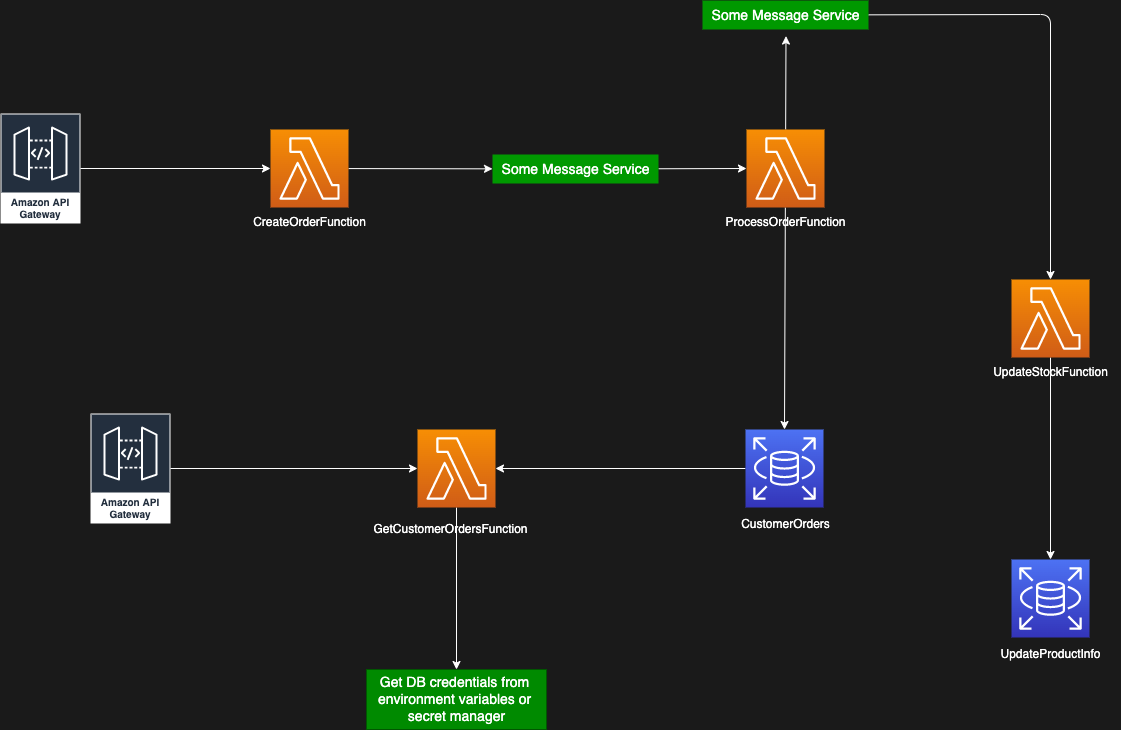 Some Message Service
Amazon API
Gateway
CreateOrderFunction
Some Message Service
ProcessOrderFunction
UpdateStockFunction
Amazon API
Gateway
GetCustomerOrdersFunction
CustomerOrders
UpdateProductInfo
Get DB credentials from
environment variables or
secret manager